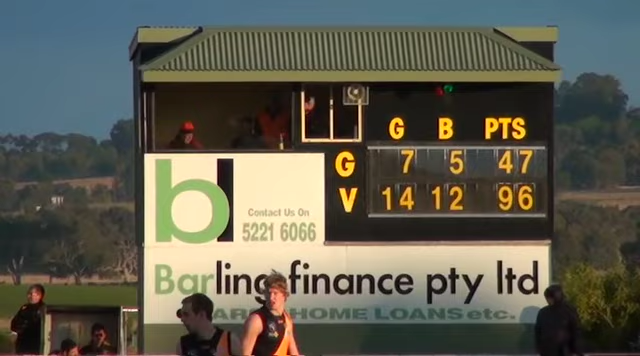 G B PTS
G 7 5 47
V 14 12 96
bl
Contact Us On
5221 6066
Barling finance pty ltd
HOME LOANS etc.